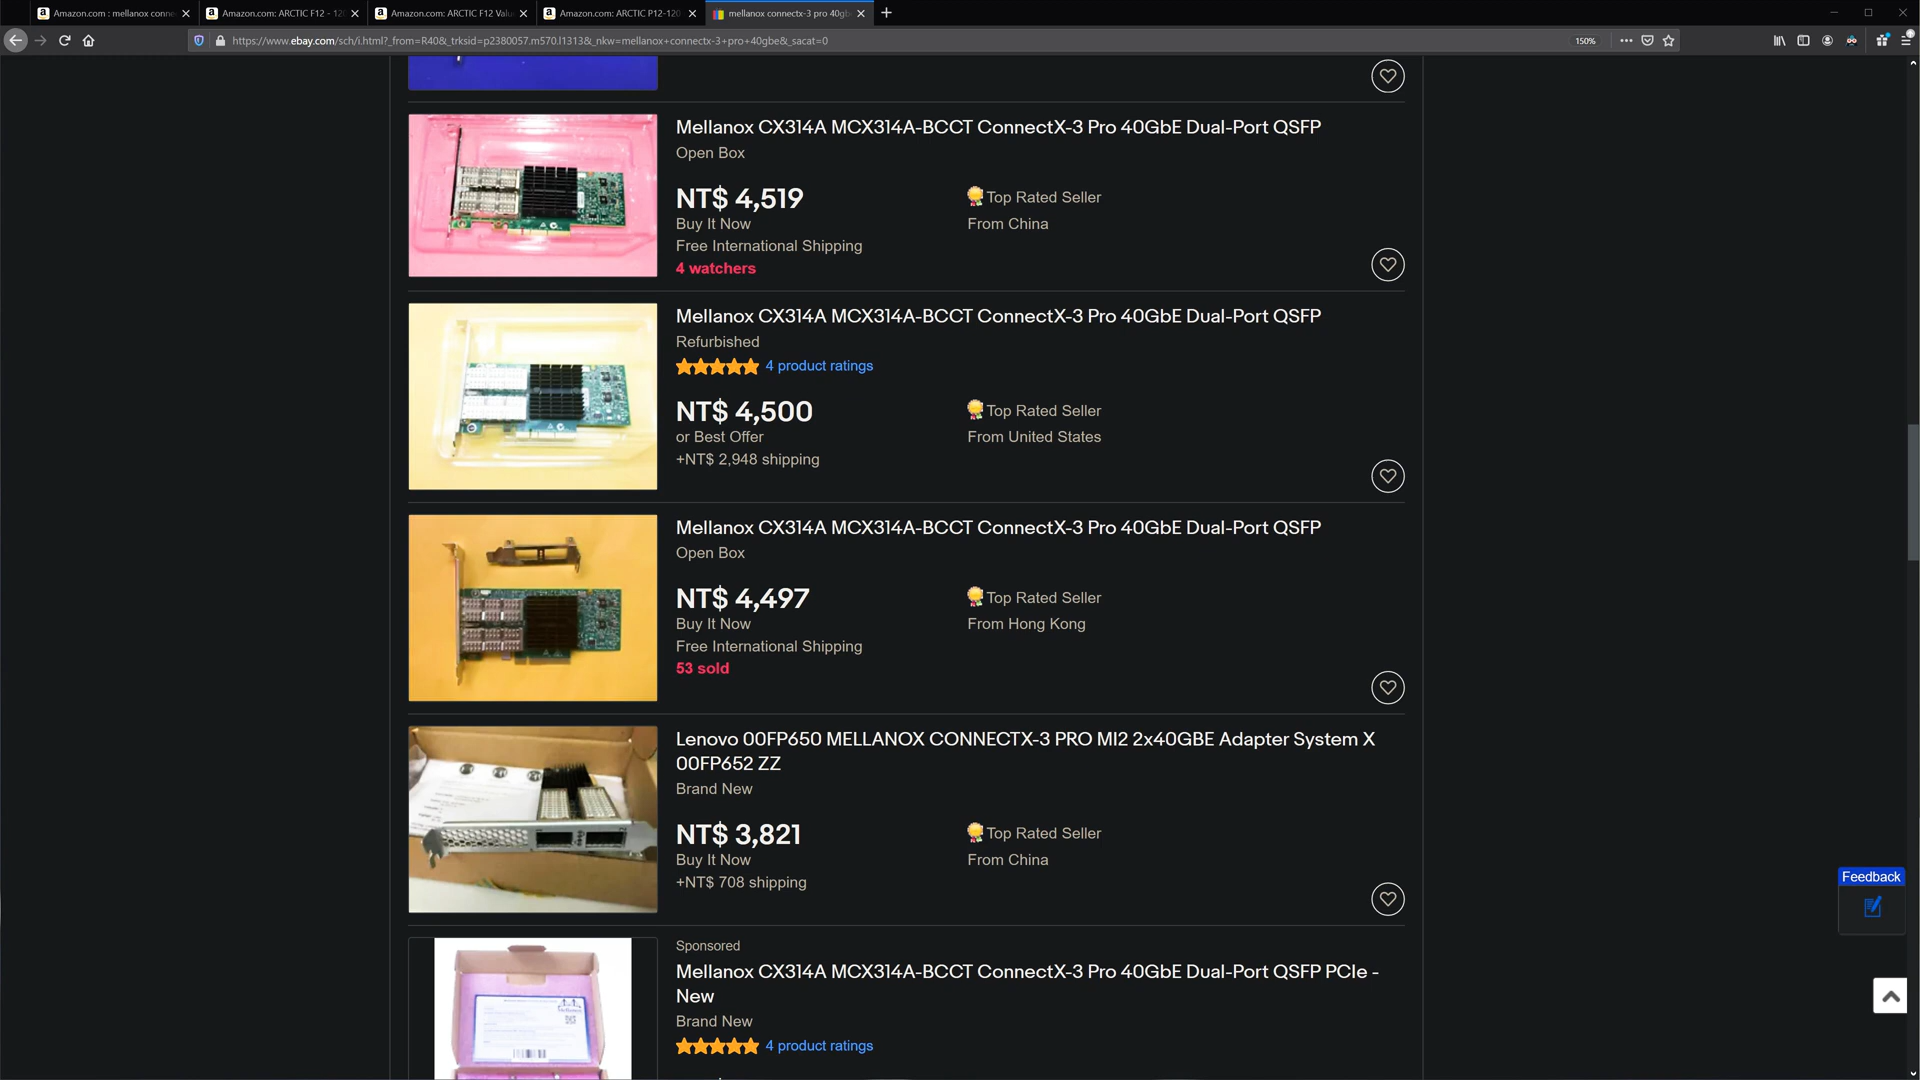 Amazon.com : mellanox conne
Amazon.com: ARCTIC F12 - 120
Amazon.com: ARCTIC F12 Valu
Amazon.com: ARCTIC P12-120
mellanox connectx-3 pro 40gb
https://www.ebay.com/sch/i.html?_from=R40&_trksid=p2380057.m570.l1313&_nkw=mellanox+connectx-3+pro+40gbe&_sacat=0
150%
Mellanox CX314A MCX314A-BCCT ConnectX-3 Pro 40GbE Dual-Port QSFP
Open Box
NT$ 4,519
Top Rated Seller
Buy It Now
From China
Free International Shipping
4 watchers
Mellanox CX314A MCX314A-BCCT ConnectX-3 Pro 40GbE Dual-Port QSFP
Refurbished
4 product ratings
NT$ 4,500
Top Rated Seller
or Best Offer
From United States
+NT$ 2,948 shipping
Mellanox CX314A MCX314A-BCCT ConnectX-3 Pro 40GbE Dual-Port QSFP
Open Box
NT$ 4,497
Top Rated Seller
Buy It Now
From Hong Kong
Free International Shipping
53 sold
Lenovo 00FP650 MELLANOX CONNECTX-3 PRO MI2 2x40GBE Adapter System X
00FP652 ZZ
Brand New
NT$ 3,821
Top Rated Seller
Buy It Now
From China
+NT$ 708 shipping
Feedback
Sponsored
Mellanox CX314A MCX314A-BCCT ConnectX-3 Pro 40GbE Dual-Port QSFP PCIe -
New
Brand New
4 product ratings